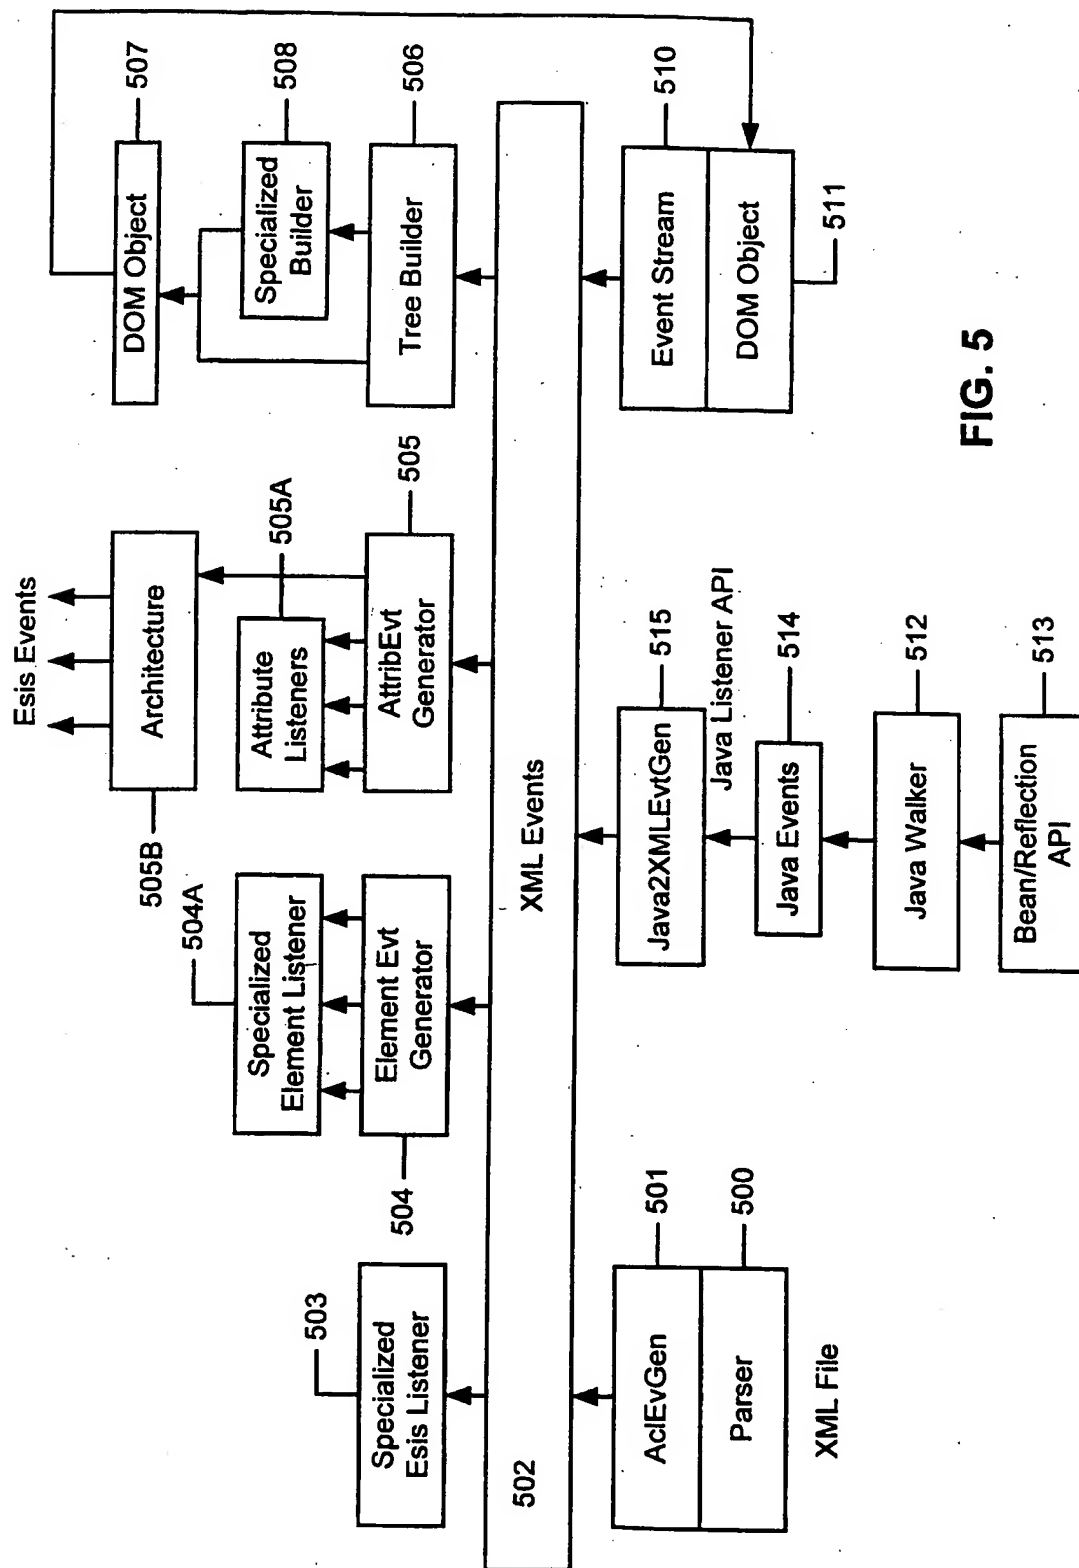 Esis Events
505B
Architecture
507
DOM Object
504A
Specialized
Element Listener
Attribute
Listeners
505A
Specialized
Builder
508
503
Specialized
Esis Listener
504
Element Evt
Generator
AttribEvt
Generator
505
Tree Builder
506
502
XML Events
AclEvGen
501
Parser
500
XML File
Java2XMLEvtGen
515
Java Listener API
Java Events
514
Java Walker
512
Bean/Reflection
API
513
Event Stream
510
DOM Object
511
FIG. 5